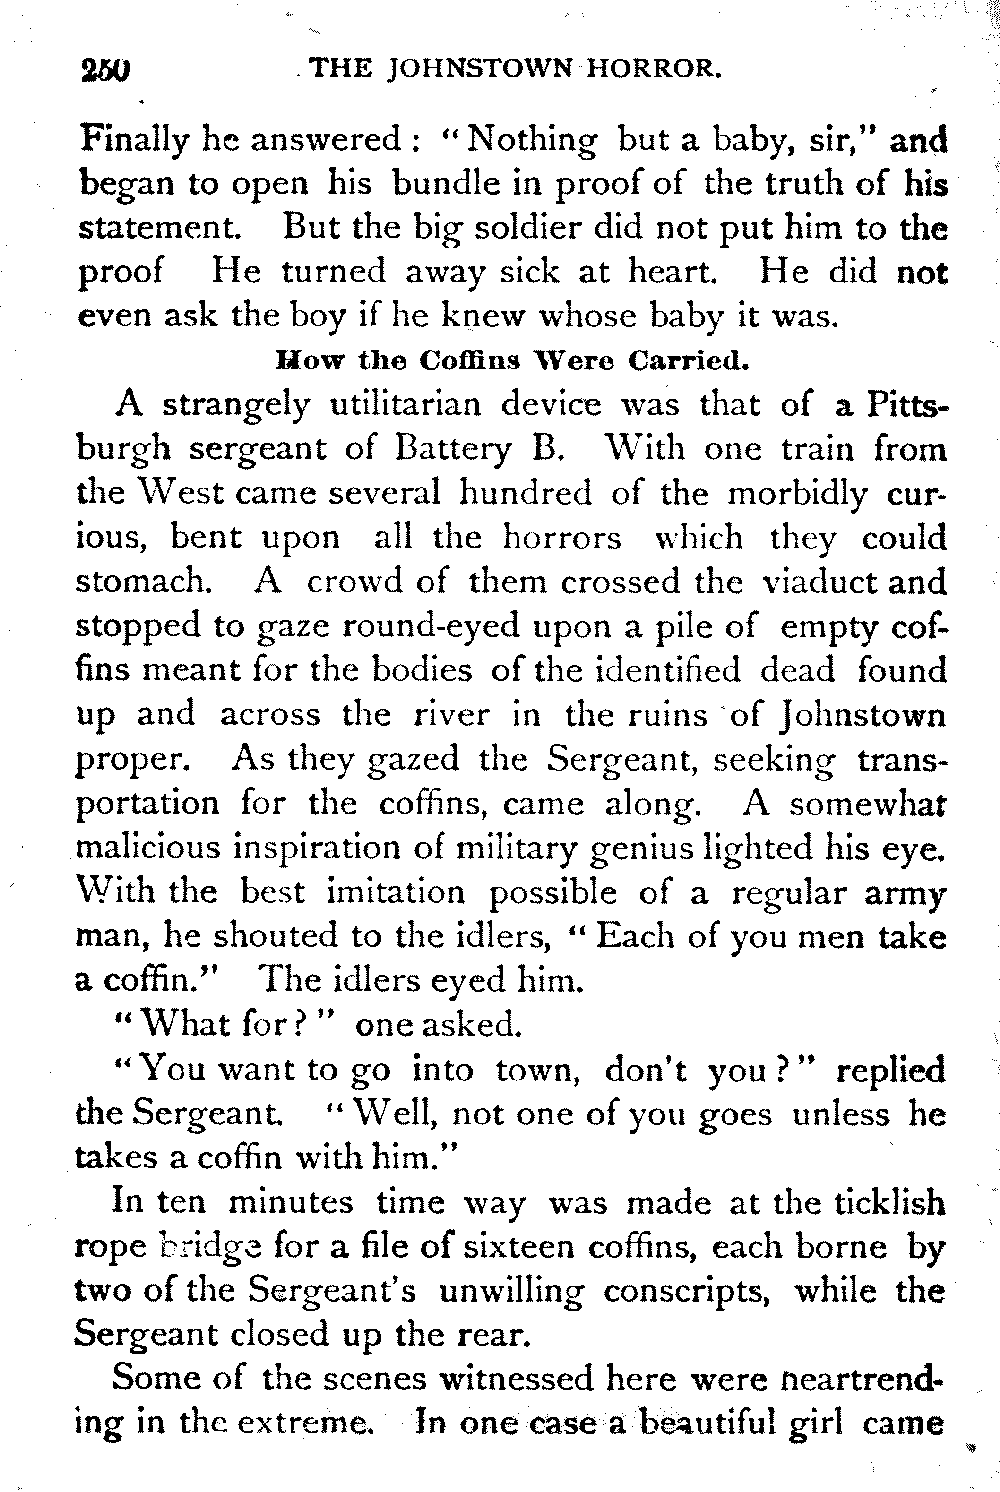 250 THE JOHNSTOWN HORROR.
Finally he answered : “ Nothing but a baby, sir,” and
began to open his bundle in proof of the truth of his
statement. But the big soldier did not put him to the
proof He turned away sick at heart. He did not
even ask the boy if he knew whose baby it was.
How the Coffins Were Carried.
A strangely utilitarian device was that of a Pitts-
burgh sergeant of Battery B. With one train from
the West came several hundred of the morbidly cur-
ious, bent upon all the horrors which they could
stomach. A crowd of them crossed the viaduct and
stopped to gaze round-eyed upon a pile of empty cof-
fins meant for the bodies of the identified dead found
up and across the river in the ruins of Johnstown
proper. As they gazed the Sergeant, seeking trans-
portation for the coffins, came along. A somewhat
malicious inspiration of military genius lighted his eye.
With the best imitation possible of a regular army
man, he shouted to the idlers, “ Each of you men take
a coffin.” The idlers eyed him.
“ What for ? ” one asked.
“ You want to go into town, don’t you ? ” replied
the Sergeant. “ Well, not one of you goes unless he
takes a coffin with him.”
In ten minutes time way was made at the ticklish
rope bridge for a file of sixteen coffins, each borne by
two of the Sergeant’s unwilling conscripts, while the
Sergeant closed up the rear.
Some of the scenes witnessed here were neartrend-
ing in the extreme. In one case a beautiful girl came